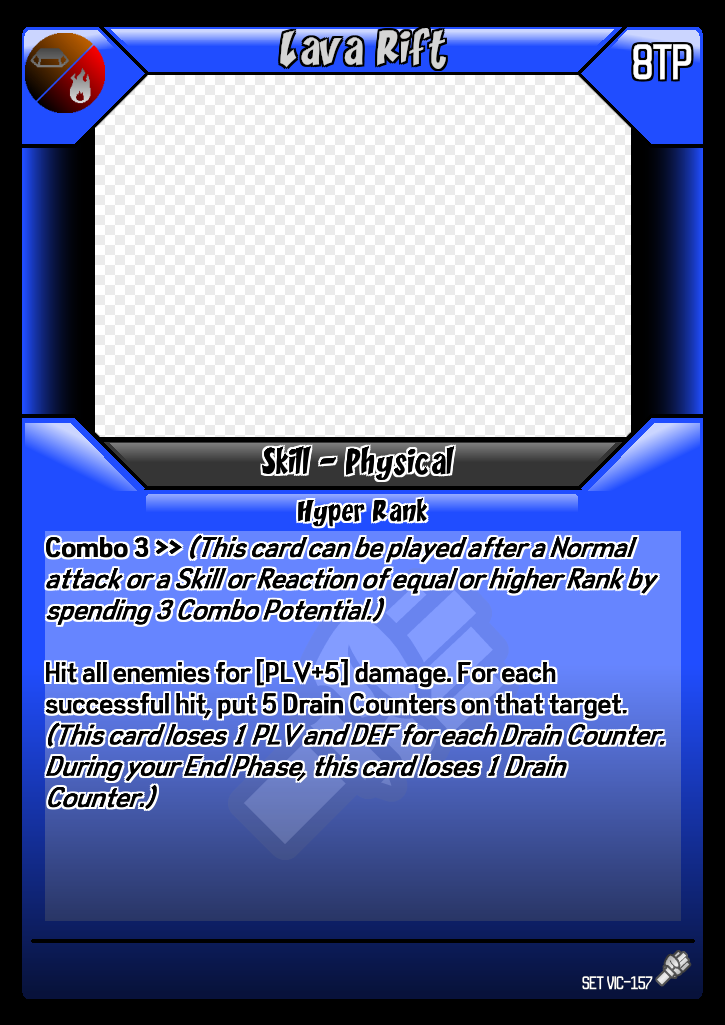 Lava Rift
8TP
Skill - Physical
Hyper Rank
Combo 3 >> (This card can be played after a Normal
attack or a Skill or Reaction of equal or higher Rank by
spending 3 Combo Potential.)
Hit all enemies for [PLV+5] damage. For each
successful hit, put 5 Drain Counters on that target.
(This card loses 1 PLV and DEF for each Drain Counter.
During your End Phase, this card loses 1 Drain
Counter.)
SET VIC-157